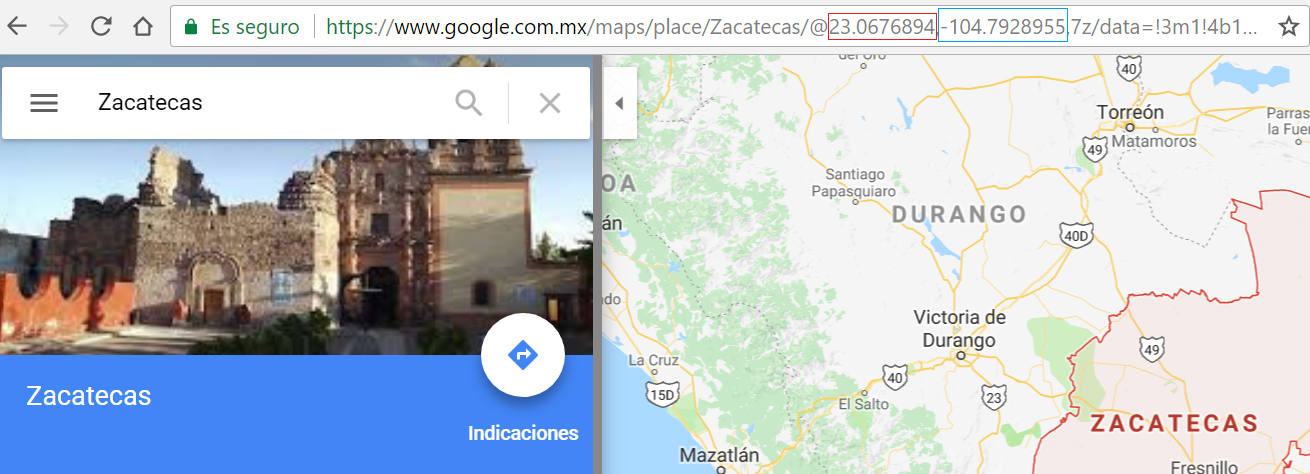 Es seguro
https://www.google.com.mx/maps/place/Zacatecas/@23.0676894,-104.7928955,7z/data=!3m1!4b1...
Zacatecas
Zacatecas
Indicaciones
del Oro
40
Torreón
Parras
la Fuen
Matamoros
49
Santiago
Papasquiaro
OA
DURANGO
án
40D
ado
Victoria de
Durango
49
La Cruz
15D
40
El Salto
23
ZACATECAS
Mazatlán
Fresnillo